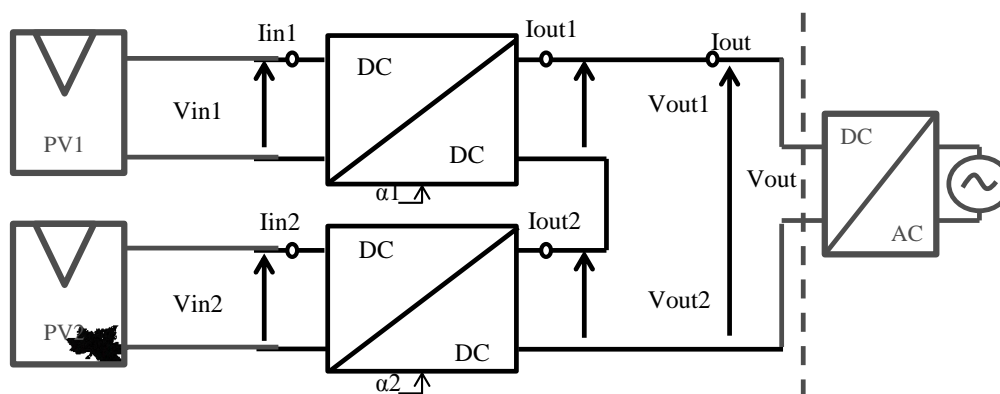 Iin1
Iout1
Iout
DC
Vin1
Vout1
PV1
DC
DC
Vout
α1
Iin2
Iout2
DC
AC
Vin2
Vout2
PV2
DC
α2